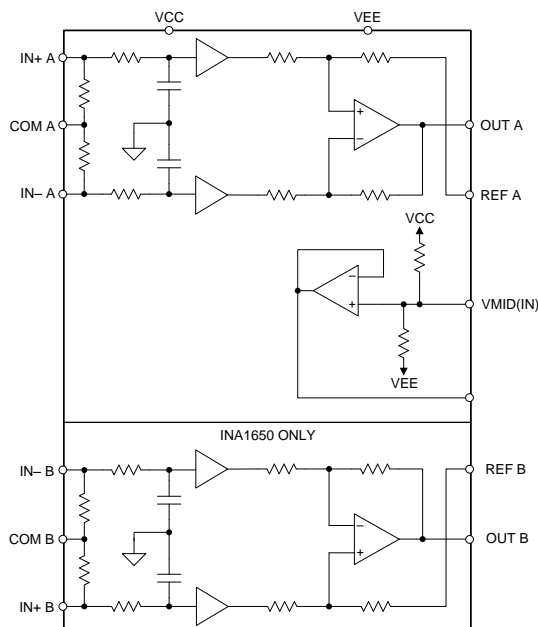 VCC VEE
IN+ A
COM A
+
−
OUT A
IN− A
REF A
VCC
−
+
VMID(IN)
VEE
INA1650 ONLY
IN− B
REF B
−
COM B
+
OUT B
IN+ B